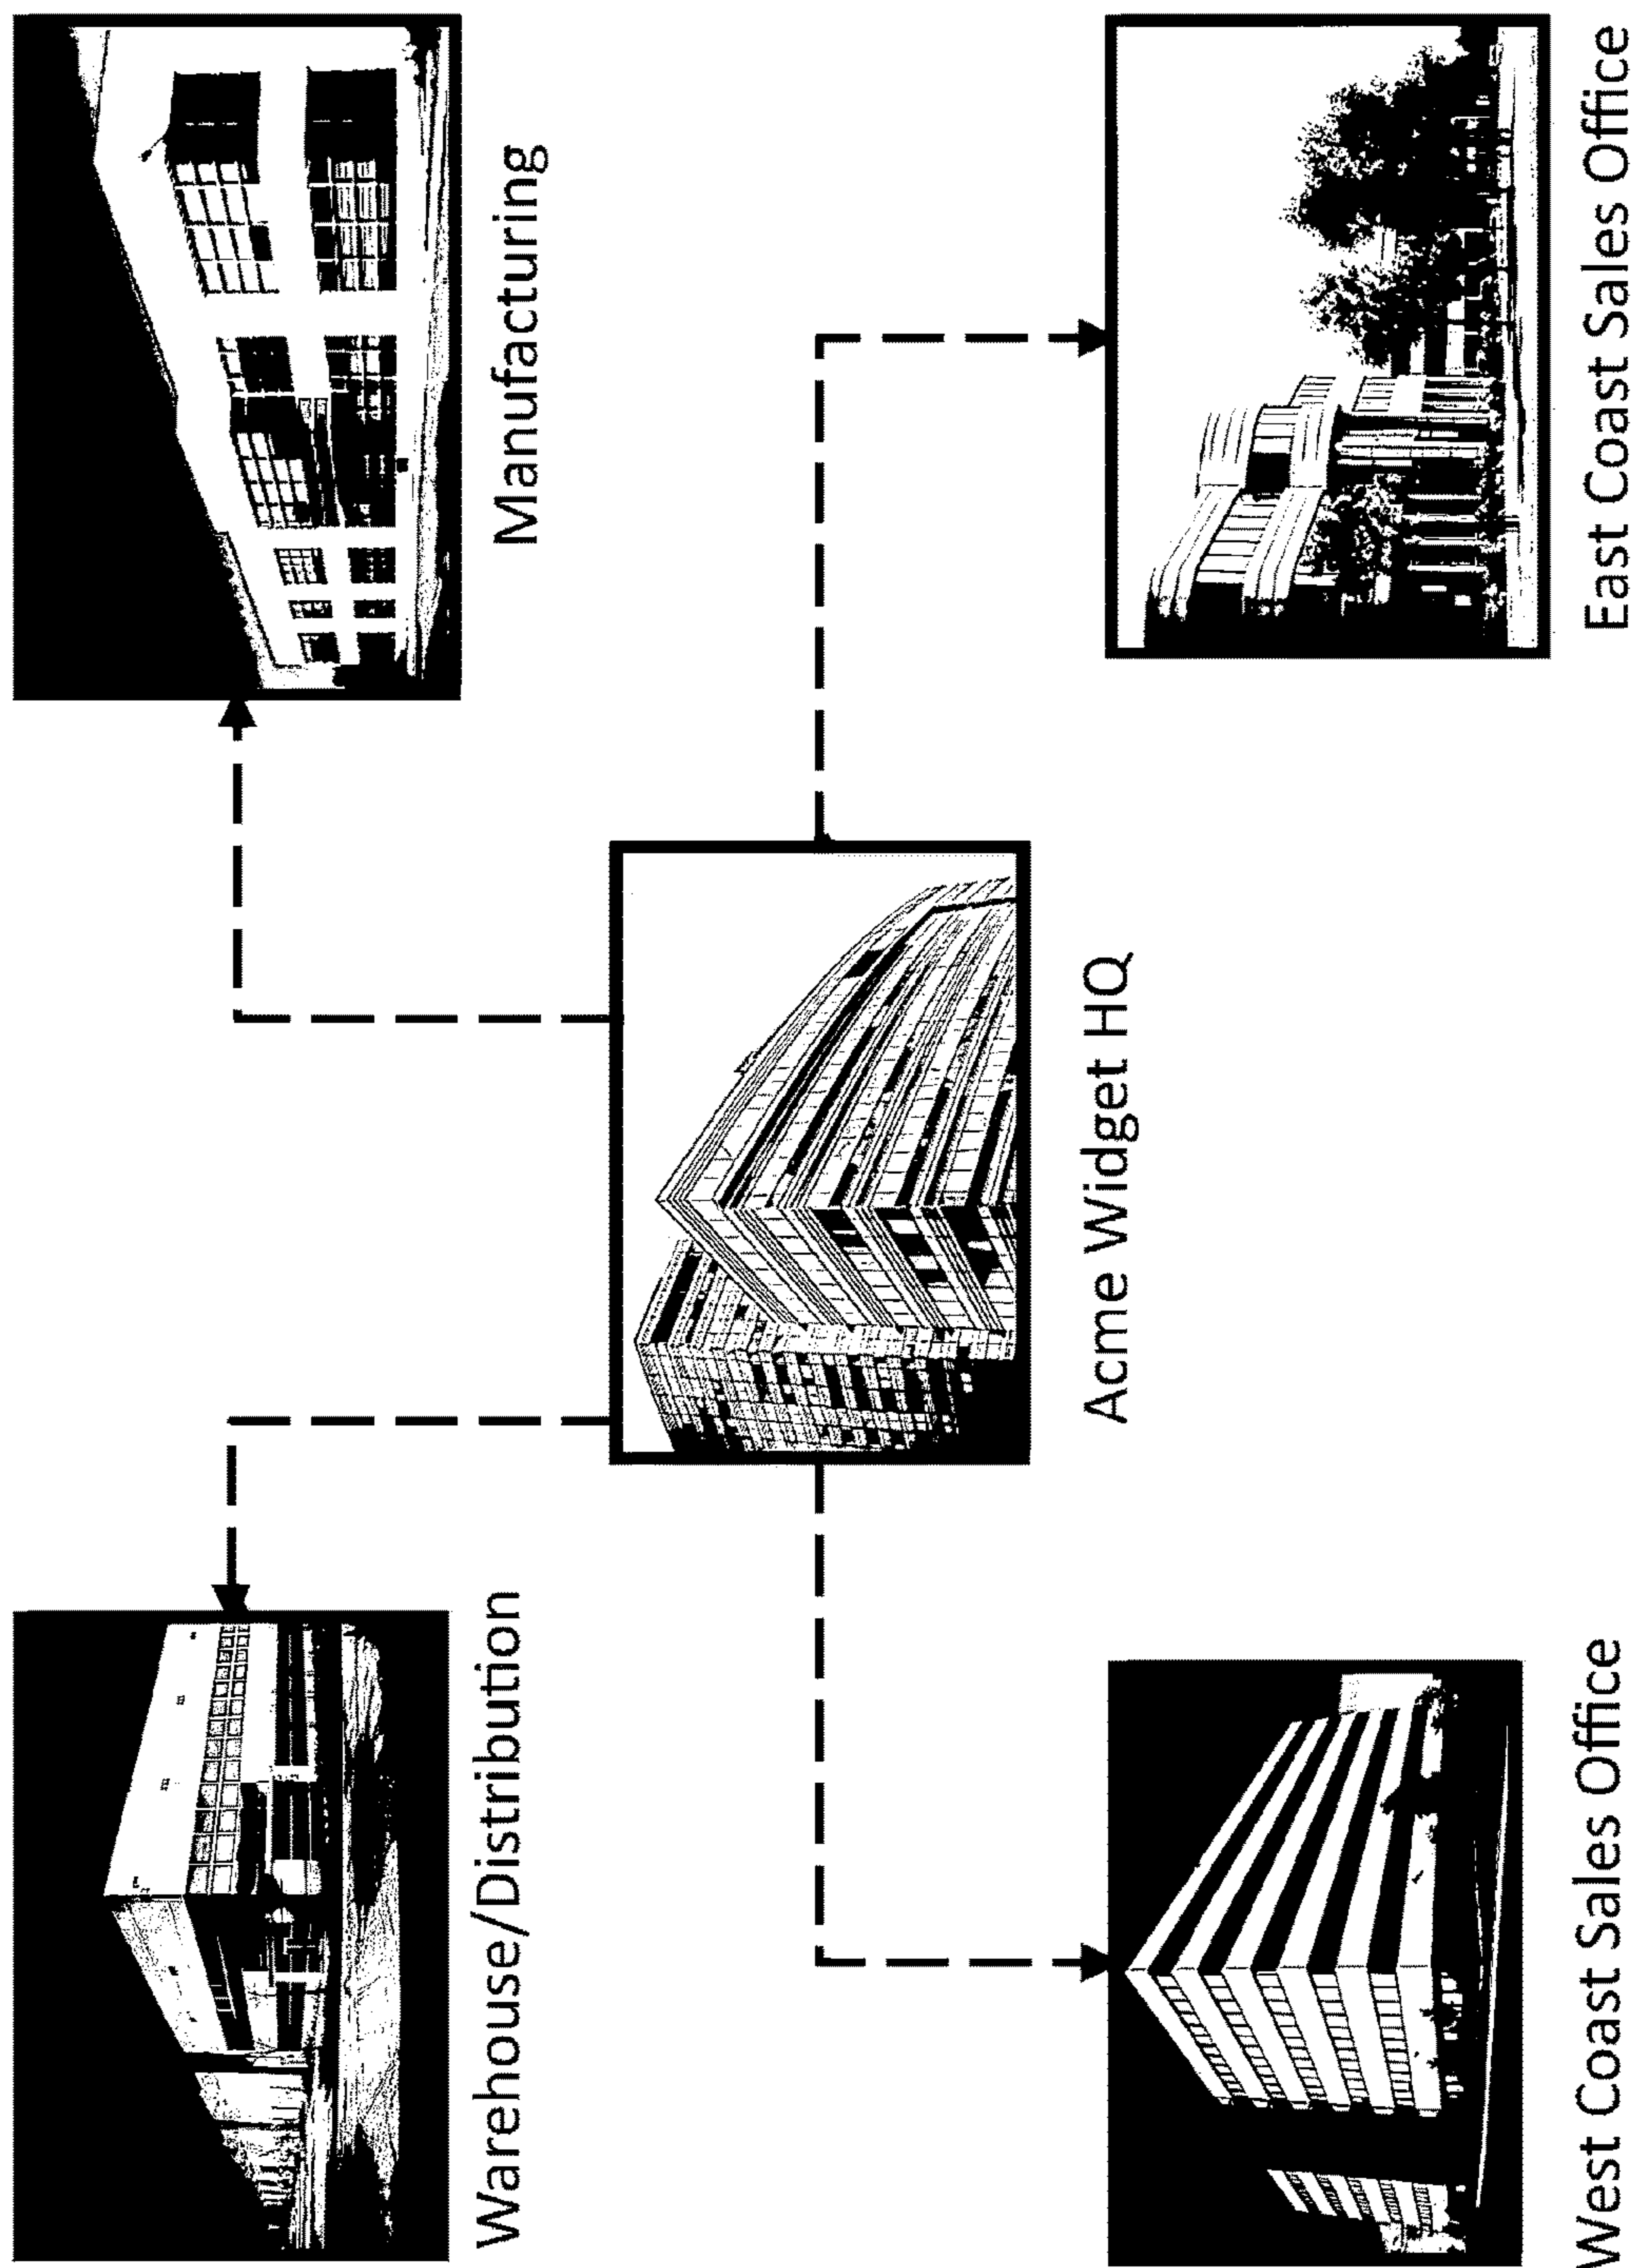 Warehouse/Distribution
Manufacturing
Acme Widget HQ
West Coast Sales Office
East Coast Sales Office